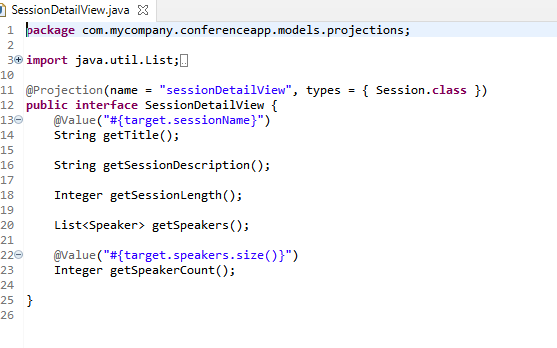 SessionDetailView.java
1 package com.mycompany.conferenceapp.models.projections;
2
3 import java.util.List;
10
11 @Projection(name = "sessionDetailView", types = { Session.class })
12 public interface SessionDetailView {
13 @Value("#{target.sessionName}")
14 String getTitle();
15
16 String getSessionDescription();
17
18 Integer getSessionLength();
19
20 List<Speaker> getSpeakers();
21
22 @Value("#{target.speakers.size()}")
23 Integer getSpeakerCount();
24
25 }
26